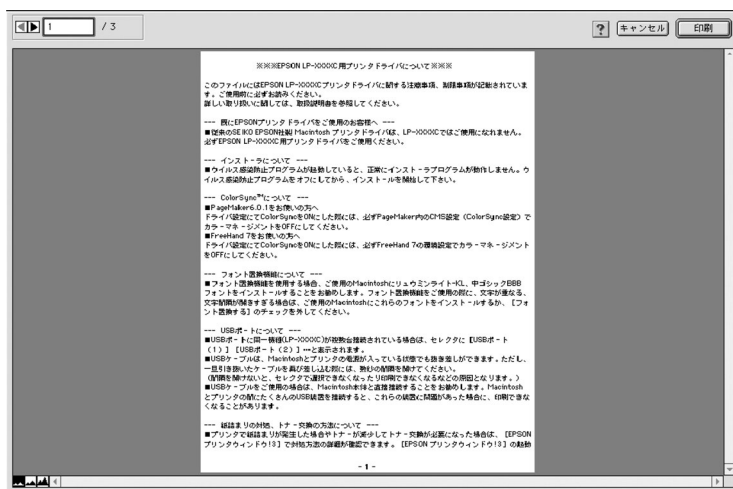 1 / 3
?
キャンセル
印刷
※※※EPSON LP-XXXXC用プリンタドライバについて※※※
このファイルにはEPSON LP-XXXXCプリンタドライバに関する注意事項、制限事項が記載されていま
す。ご使用前に必ずお読みください。
詳しい取り扱いに関しては、取扱説明書を参照してください。
--- 既にEPSONプリンタドライバをご使用のお客様へ ---
■従来のSEIKO EPSON社製 Macintosh プリンタドライバは、LP-XXXXCではご使用になれません。
必ずEPSON LP-XXXXC用プリンタドライバをご使用ください。
--- インストーラについて ---
■ウイルス感染防止プログラムが起動していると、正常にインストーラプログラムが動作しません。ウ
イルス感染防止プログラムをオフにしてから、インストールを開始して下さい。
--- ColorSync™について ---
■PageMaker6.0.1をお使いの方へ
ドライバ設定にてColorSyncをONにした際には、必ずPageMaker内のCMS設定（ColorSync設定）で
カラーマネージメントをOFFにしてください。
■FreeHand 7をお使いの方へ
ドライバ設定にてColorSyncをONにした際には、必ずFreeHand 7の環境設定でカラーマネージメント
をOFFにしてください。
--- フォント置換機能について ---
■フォント置換機能を使用する場合、ご使用のMacintoshにリュウミンライト-KL、中ゴシックBBB
フォントをインストールすることをお勧めします。フォント置換機能をご使用の際に、文字が重なる、
文字間隔が開きすぎる場合は、ご使用のMacintoshにこれらのフォントをインストールするか、［フォ
ント置換する］のチェックを外してください。
--- USBポートについて ---
■USBポートに同一機種(LP-XXXXC)が複数台接続されている場合は、セレクタに【USBポート
（１）】【USBポート（２）】…と表示されます。
■USBケーブルは、Macintoshとプリンタの電源が入っている状態でも抜き差しができます。ただし、
一旦引き抜いたケーブルを再び差し込む際には、数秒の間隔を開けてください。
(間隔を開けないと、セレクタで選択できなくなったり印刷できなくなるなどの原因となります。)
■USBケーブルをご使用の場合は、Macintosh本体と直接接続することをお勧めします。Macintosh
とプリンタの間にたくさんのUSB装置を接続すると、これらの装置に問題があった場合に、印刷できな
くなることがあります。
--- 紙詰まりの対処、トナー交換の方法について ---
■プリンタで紙詰まりが発生した場合やトナーが減少してトナー交換が必要になった場合は、［EPSON
プリンタウィンドウ!3］で対処方法の詳細が確認できます。［EPSON プリンタウィンドウ!3］の起動
- 1 -